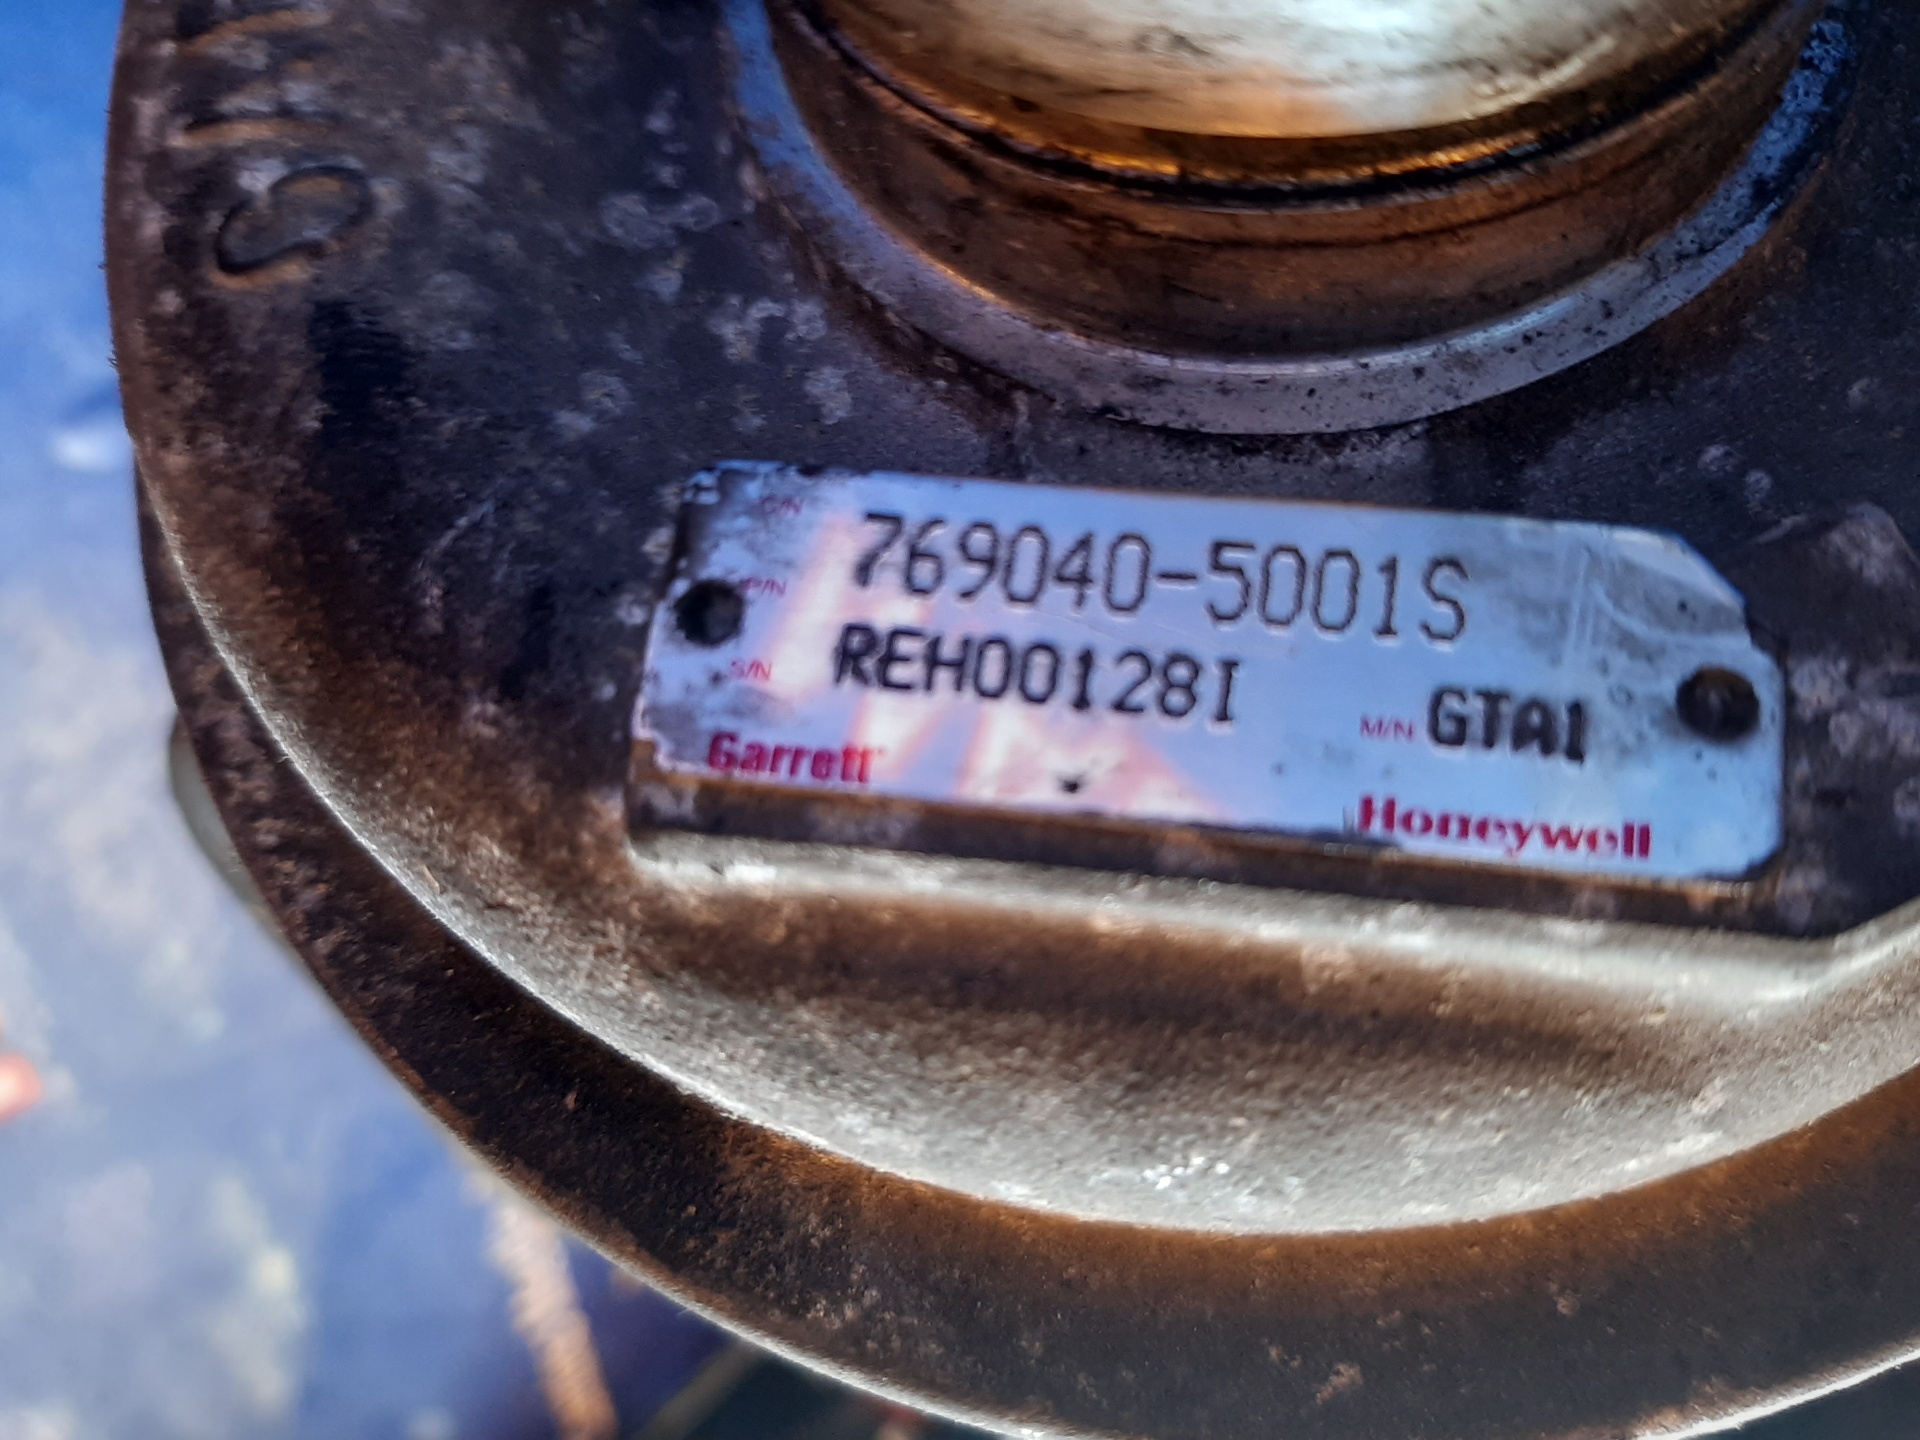 C/N
P/N 769040-5001S
S/N REH00128I
M/N GTA1
Garrett
Honeywell